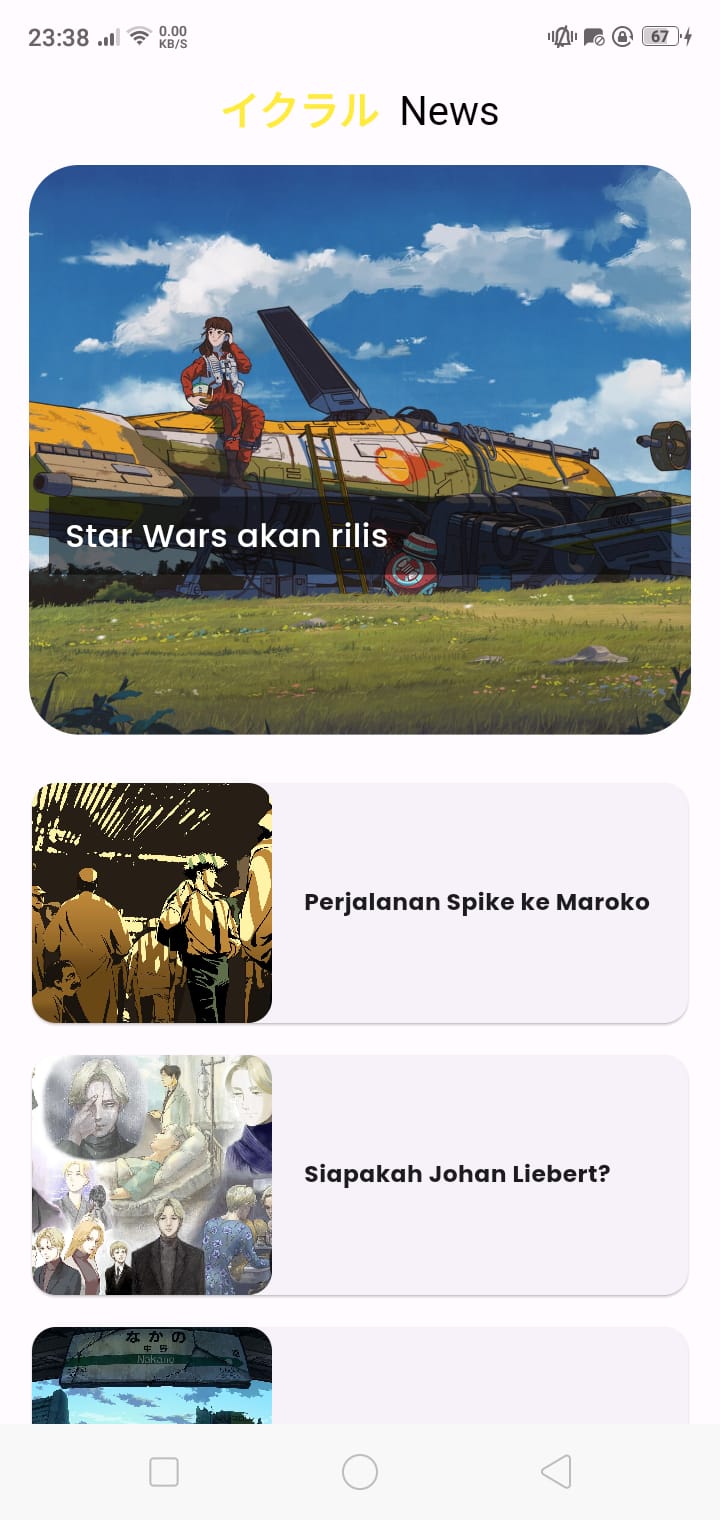 23:38
0.00
KB/S
67
イクラル News
Star Wars akan rilis
Perjalanan Spike ke Maroko
Siapakah Johan Liebert?
なかの
中野
Nakano